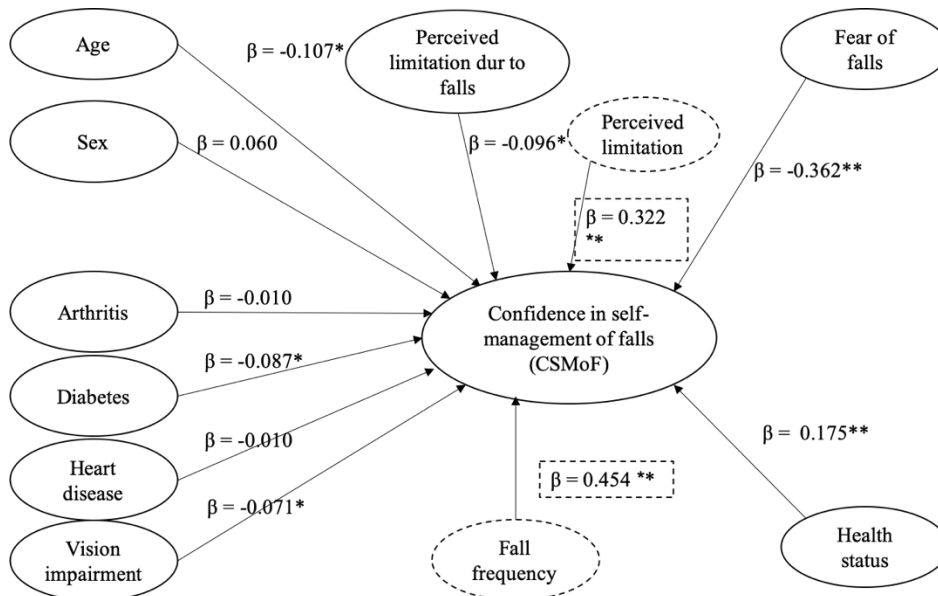 Age
β = -0.107*
Perceived
limitation dur to
falls
Fear of
falls
Sex
β = 0.060
β = -0.096*
Perceived
limitation
β = -0.362**
β = 0.322
**
Arthritis
β = -0.010
Confidence in self-
management of falls
(CSMoF)
Diabetes
β = -0.087*
Heart
disease
β = -0.010
β = 0.175**
β = 0.454 **
β = -0.071*
Vision
impairment
Fall
frequency
Health
status